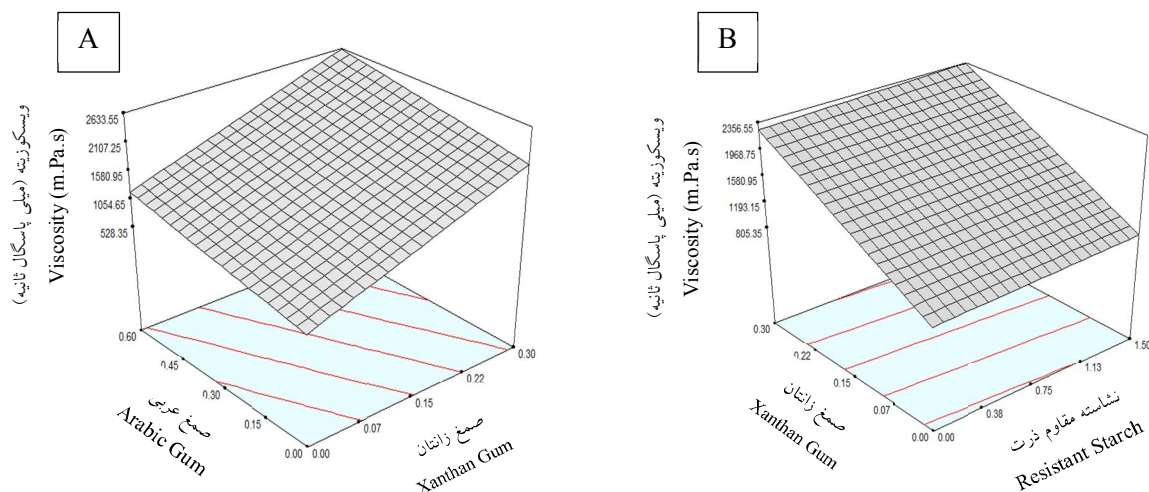 A
ویسکوزیته (میلی پاسگال ثانیه)
Viscosity (m.Pa.s)
2633.55
2107.25
1580.95
1054.65
528.35
0.60
0.45
0.30
0.15
0.00
0.00
0.07
0.15
0.22
0.30
صمغ عربی
Arabic Gum
صمغ زانتان
Xanthan Gum
B
ویسکوزیته (میلی پاسگال ثانیه)
Viscosity (m.Pa.s)
2356.55
1968.75
1580.95
1193.15
805.35
0.30
0.22
0.15
0.07
0.00
0.00
0.38
0.75
1.13
1.50
صمغ زانتان
Xanthan Gum
نشاسته مقاوم ذرت
Resistant Starch